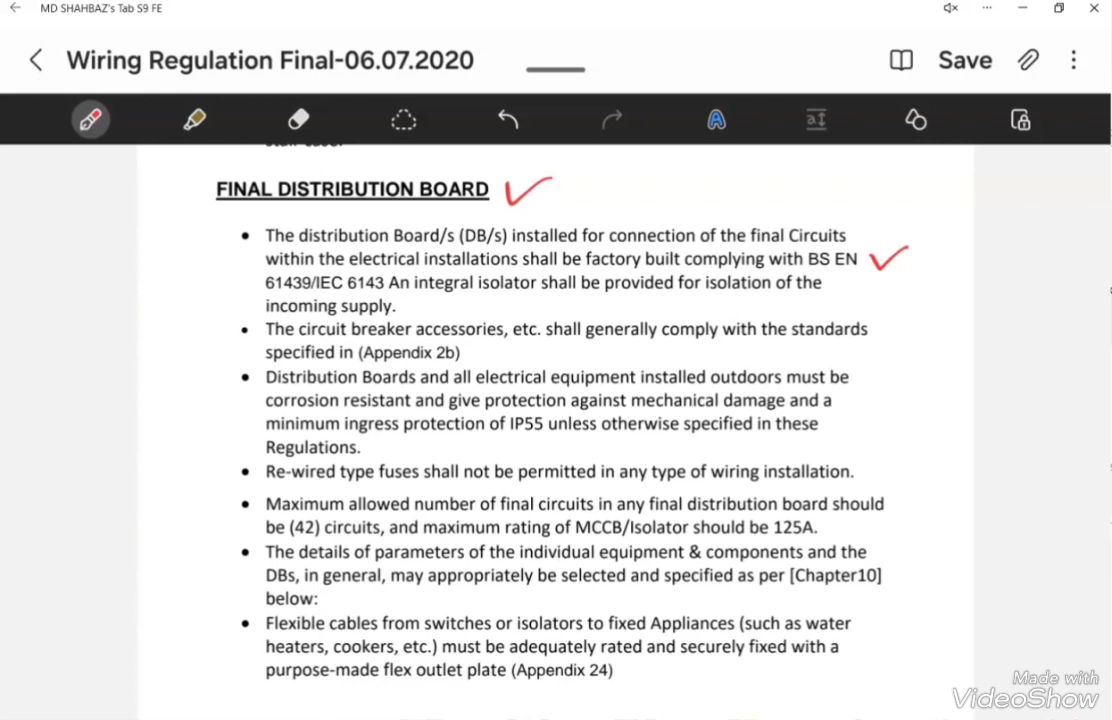 MD SHAHBAZ's Tab S9 FE
Wiring Regulation Final-06.07.2020
Save
FINAL DISTRIBUTION BOARD
• The distribution Board/s (DB/s) installed for connection of the final Circuits
within the electrical installations shall be factory built complying with BS EN
61439/IEC 6143 An integral isolator shall be provided for isolation of the
incoming supply.
• The circuit breaker accessories, etc. shall generally comply with the standards
specified in (Appendix 2b)
• Distribution Boards and all electrical equipment installed outdoors must be
corrosion resistant and give protection against mechanical damage and a
minimum ingress protection of IP55 unless otherwise specified in these
Regulations.
• Re-wired type fuses shall not be permitted in any type of wiring installation.
• Maximum allowed number of final circuits in any final distribution board should
be (42) circuits, and maximum rating of MCCB/Isolator should be 125A.
• The details of parameters of the individual equipment & components and the
DBs, in general, may appropriately be selected and specified as per [Chapter10]
below:
• Flexible cables from switches or isolators to fixed Appliances (such as water
heaters, cookers, etc.) must be adequately rated and securely fixed with a
purpose-made flex outlet plate (Appendix 24)
Made with
VideoShow